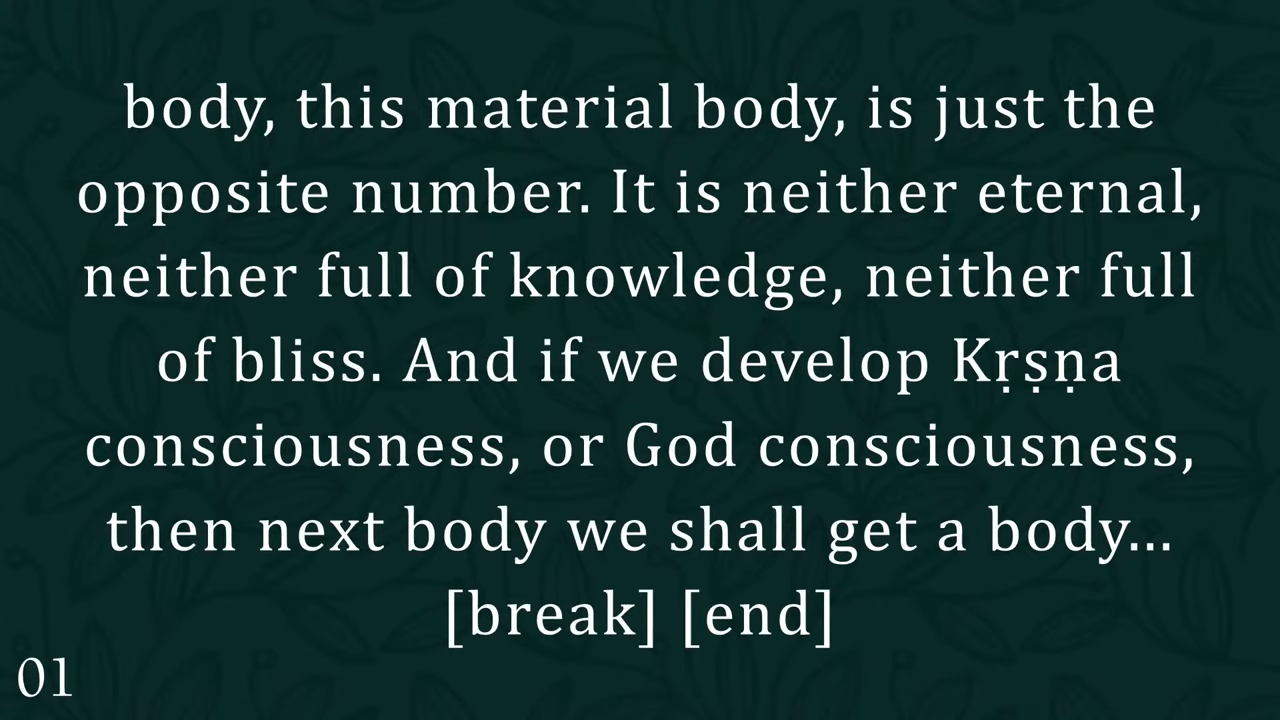 body, this material body, is just the
opposite number. It is neither eternal,
neither full of knowledge, neither full
of bliss. And if we develop Kṛṣṇa
consciousness, or God consciousness,
then next body we shall get a body...
[break] [end]
01